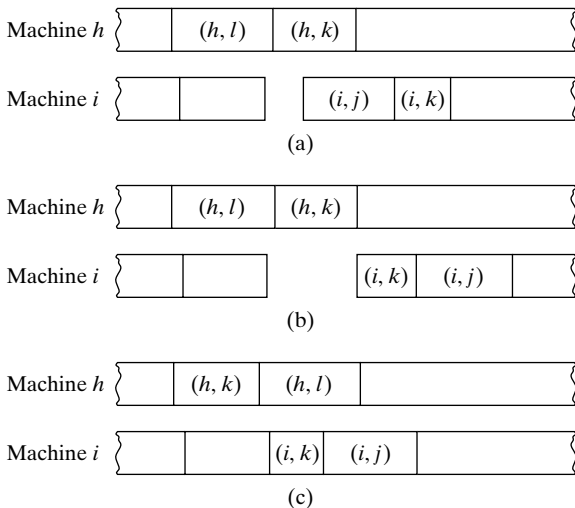 Machine h (h, l) (h, k)
Machine i (i, j) (i, k)
(a)
Machine h (h, l) (h, k)
Machine i (i, k) (i, j)
(b)
Machine h (h, k) (h, l)
Machine i (i, k) (i, j)
(c)